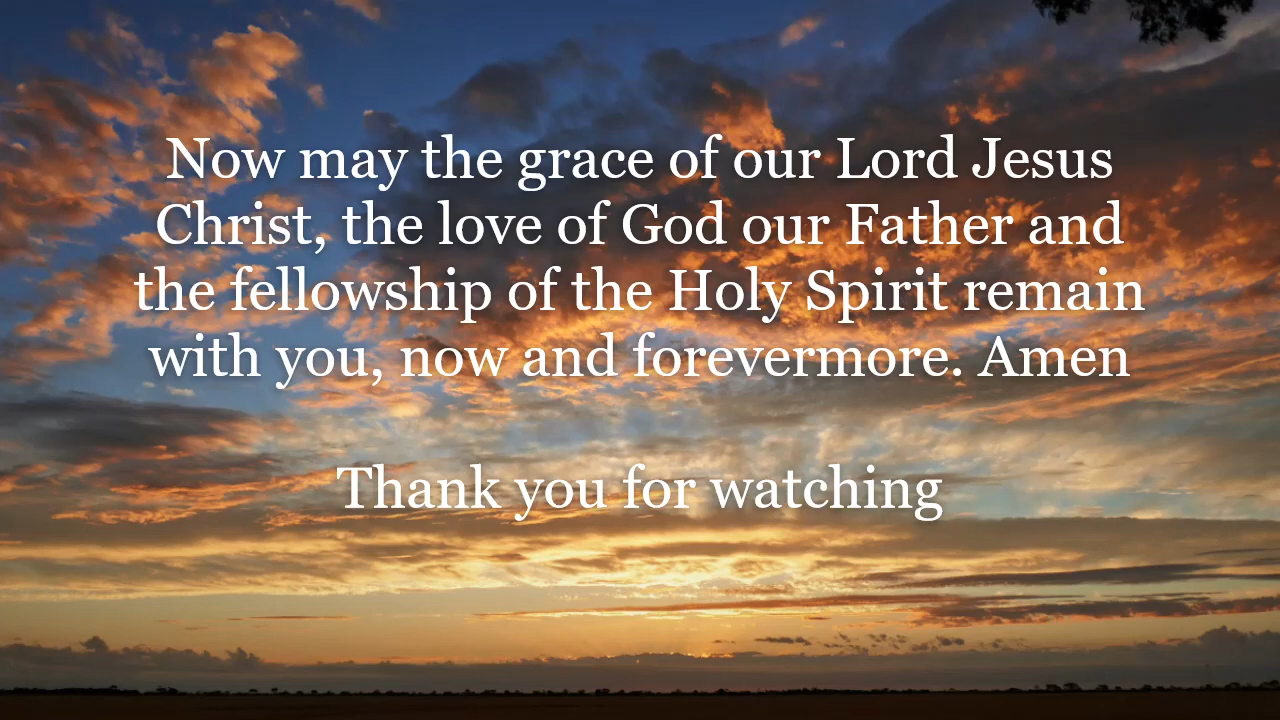 Now may the grace of our Lord Jesus
Christ, the love of God our Father and
the fellowship of the Holy Spirit remain
with you, now and forevermore. Amen
Thank you for watching